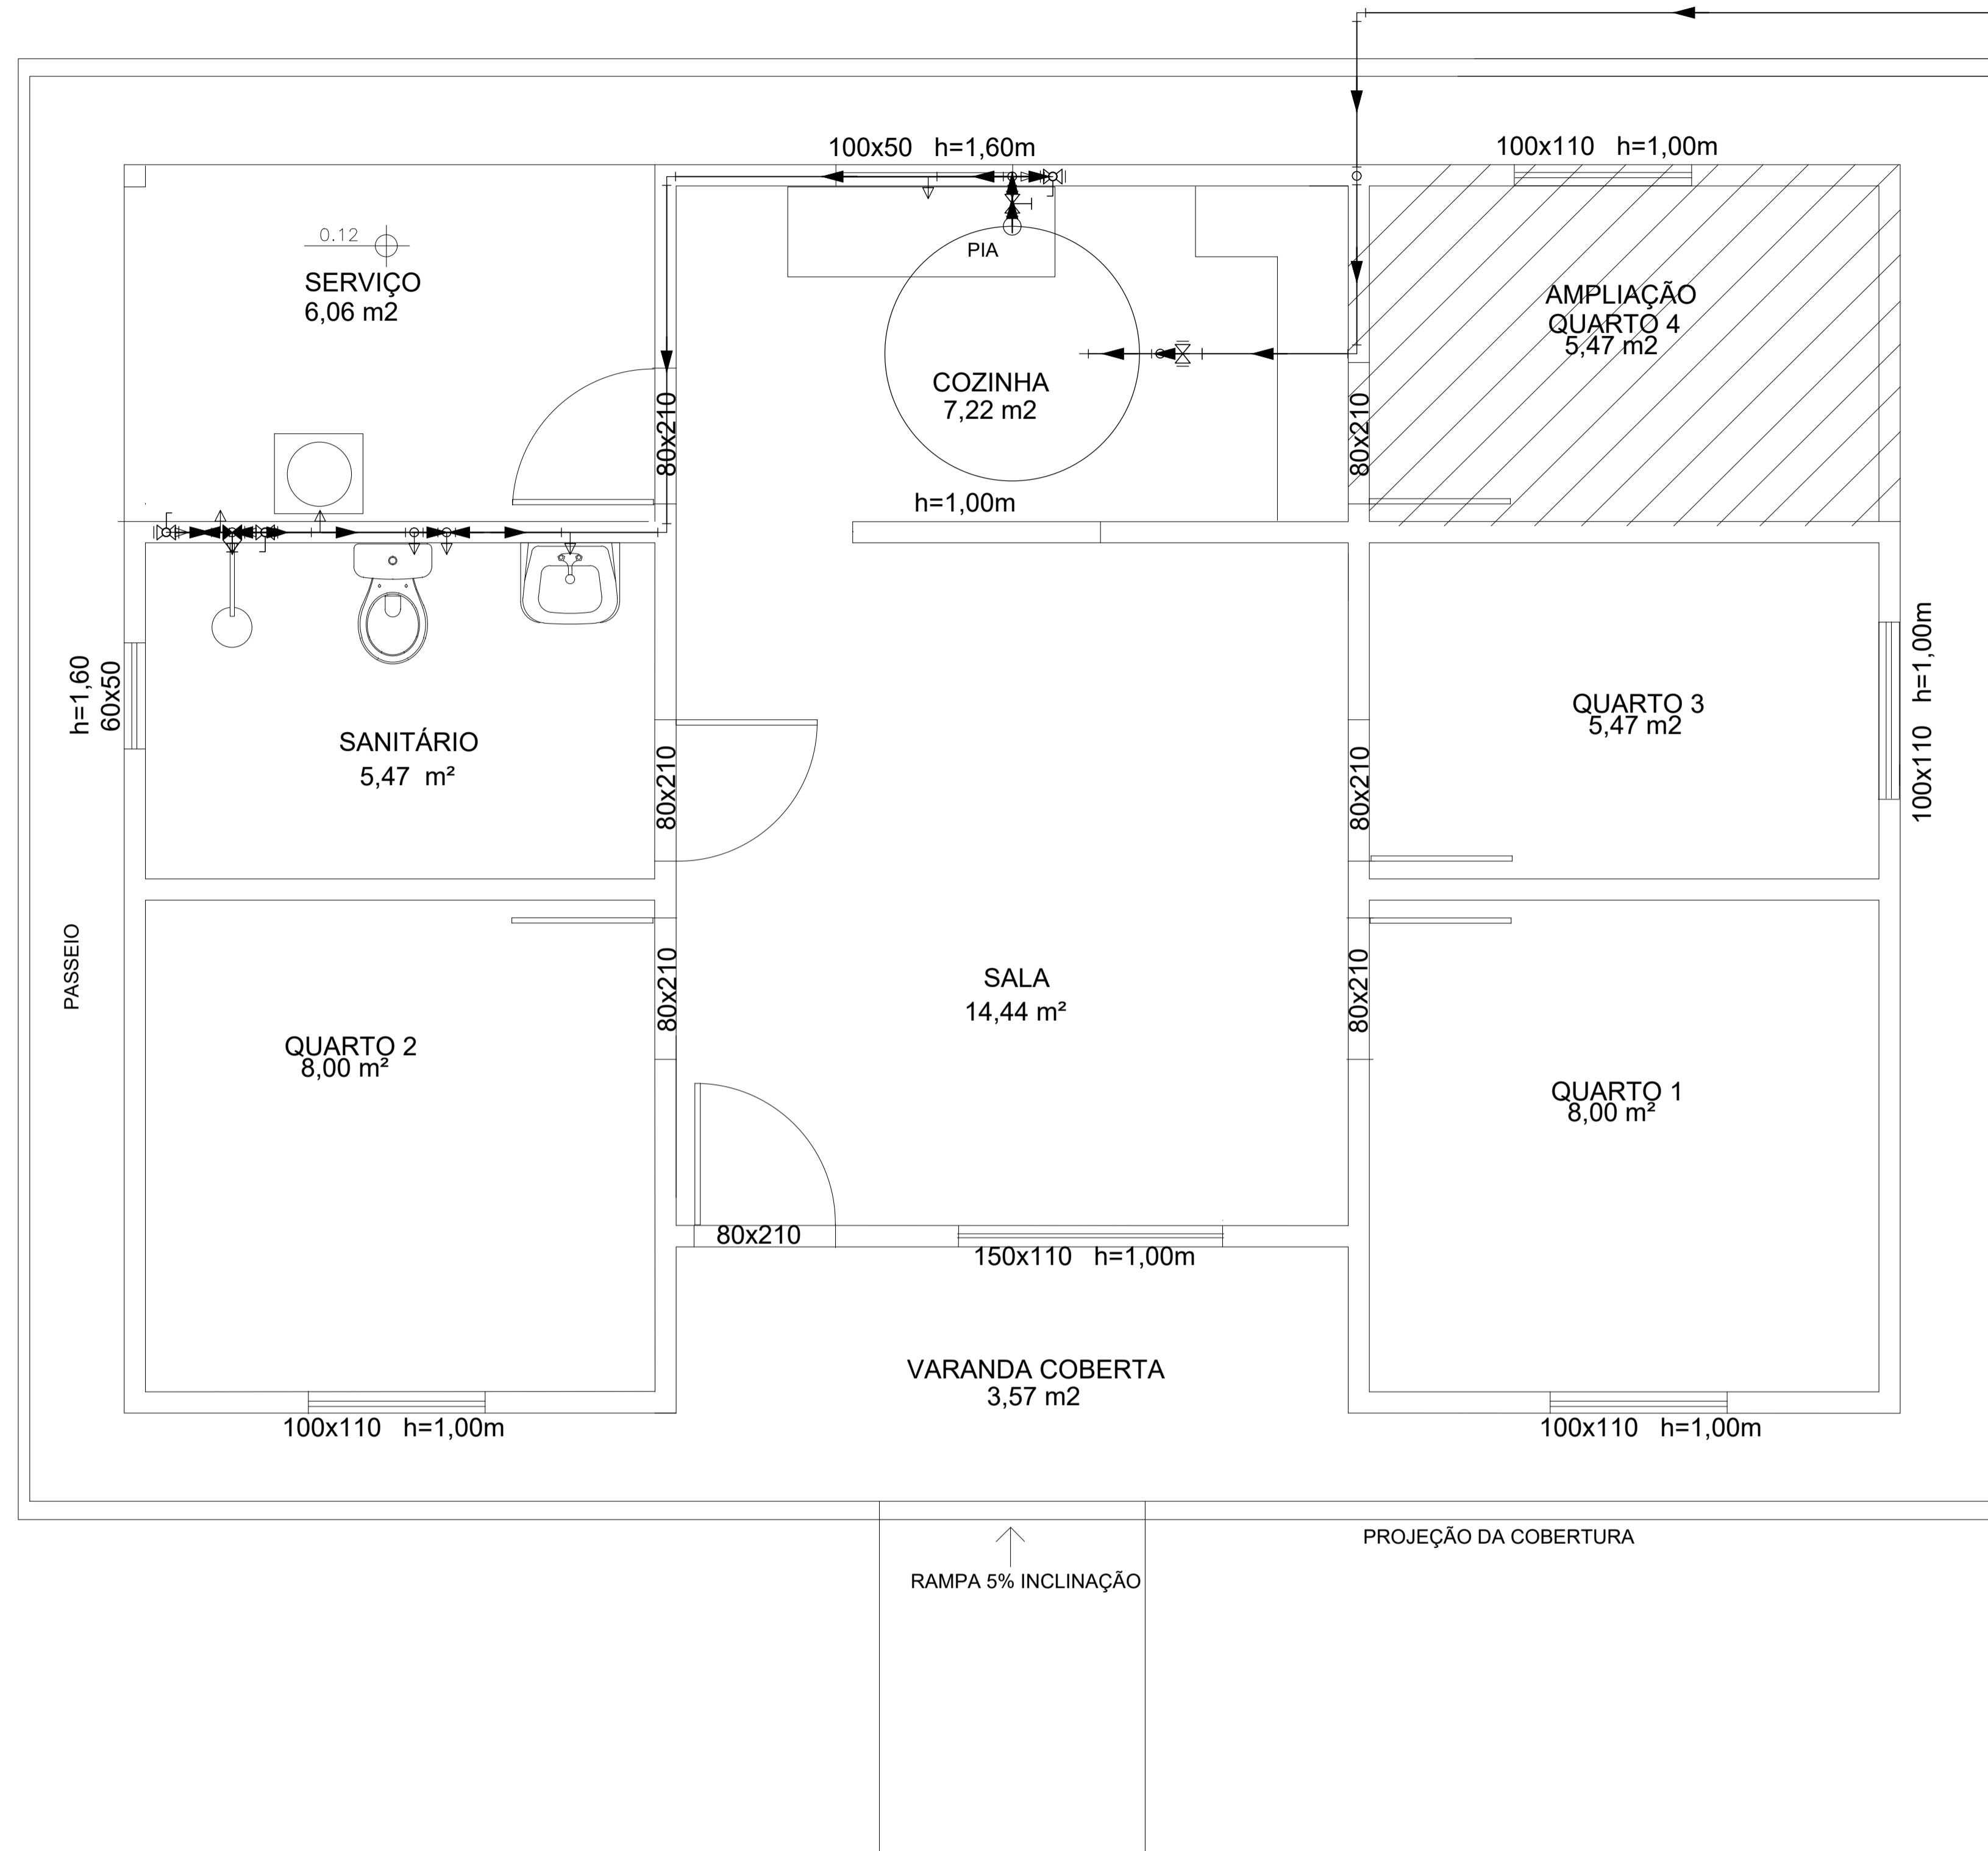 100x50 h=1,60m
100x110 h=1,00m
0.12
SERVIÇO
6,06 m2
PIA
AMPLIAÇÃO
QUARTO 4
5,47 m2
COZINHA
7,22 m2
80x210
80x210
h=1,00m
h=1,60
60x50
SANITÁRIO
5,47 m²
80x210
80x210
QUARTO 3
5,47 m2
100x110 h=1,00m
PASSEIO
80x210
80x210
SALA
14,44 m²
QUARTO 2
8,00 m²
QUARTO 1
8,00 m²
80x210
150x110 h=1,00m
VARANDA COBERTA
3,57 m2
100x110 h=1,00m
100x110 h=1,00m
PROJEÇÃO DA COBERTURA
RAMPA 5% INCLINAÇÃO